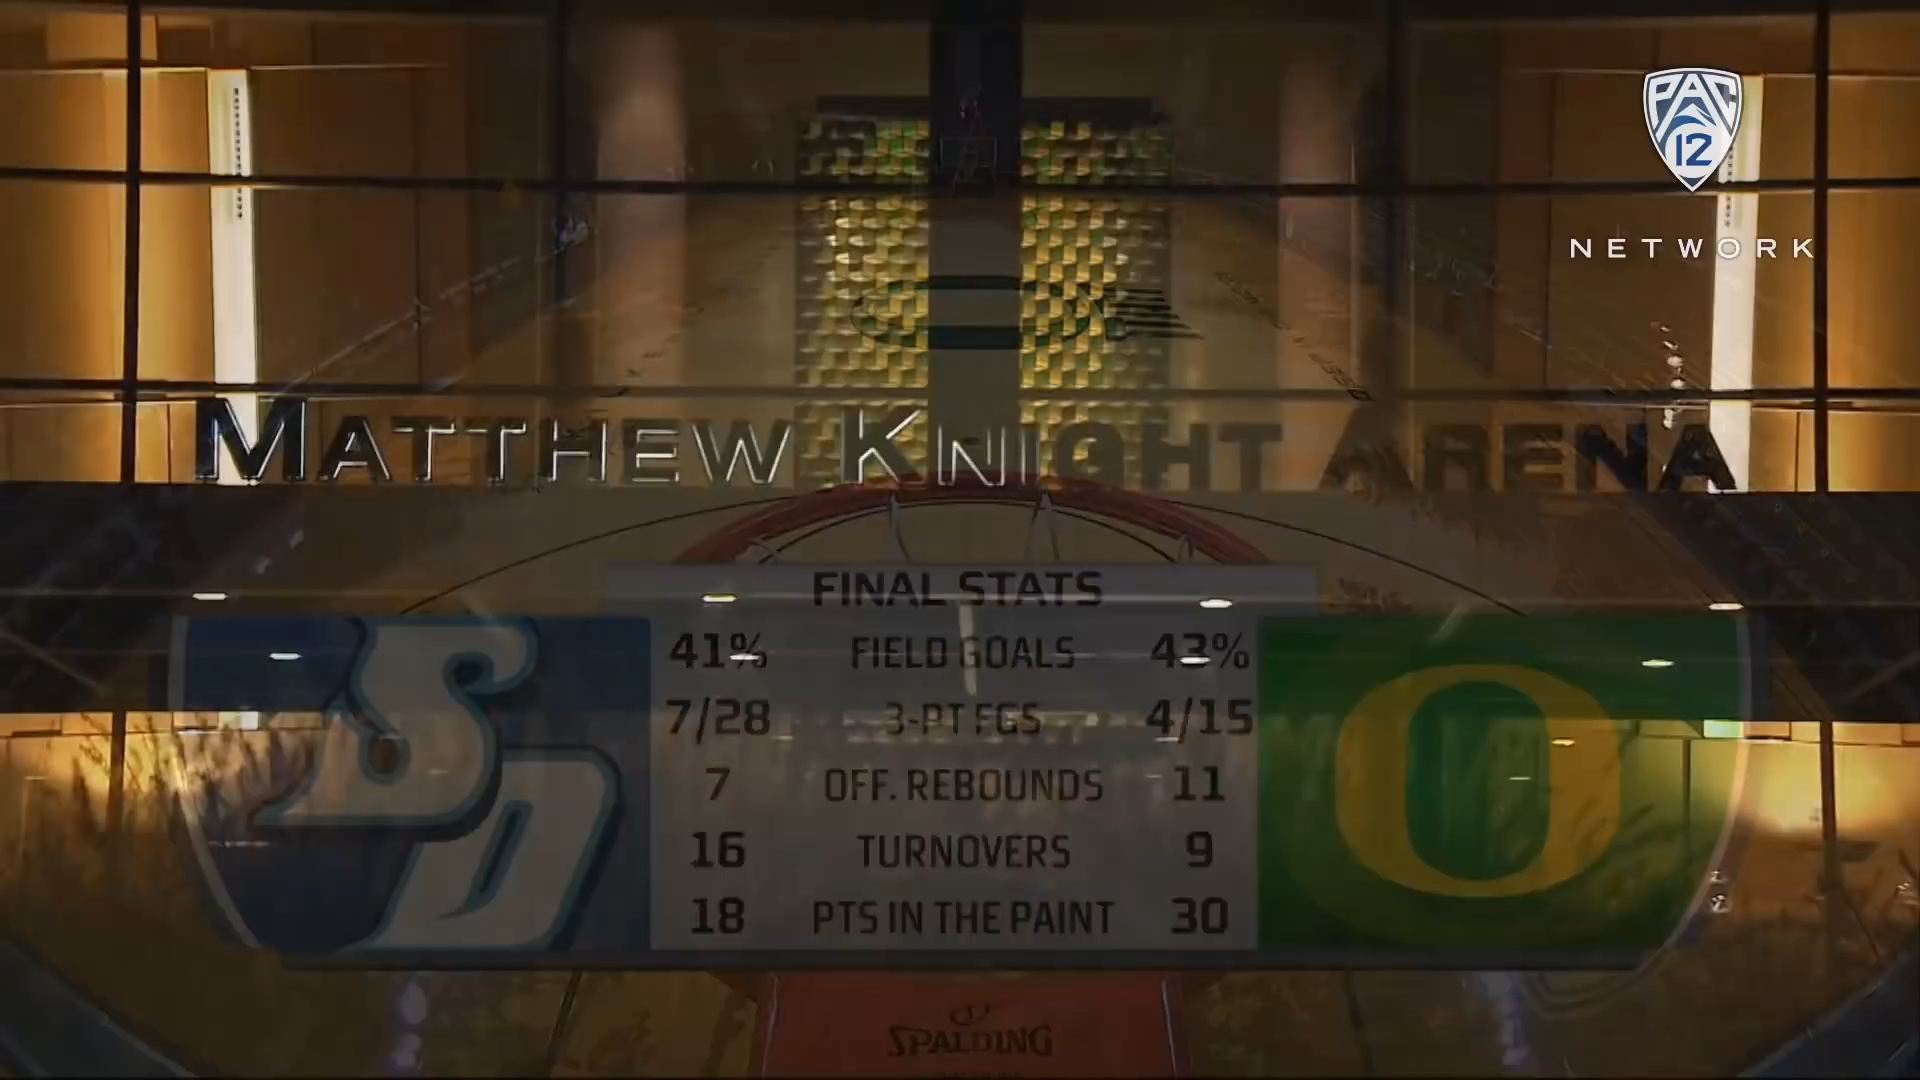 PAC
12
NETWORK
MATTHEW KNIGHT ARENA
FINAL STATS
SD
41% FIELD GOALS 43%
7/28 3-PT FGS 4/15
7 OFF. REBOUNDS 11
16 TURNOVERS 9
18 PTS IN THE PAINT 30
O
SPALDING